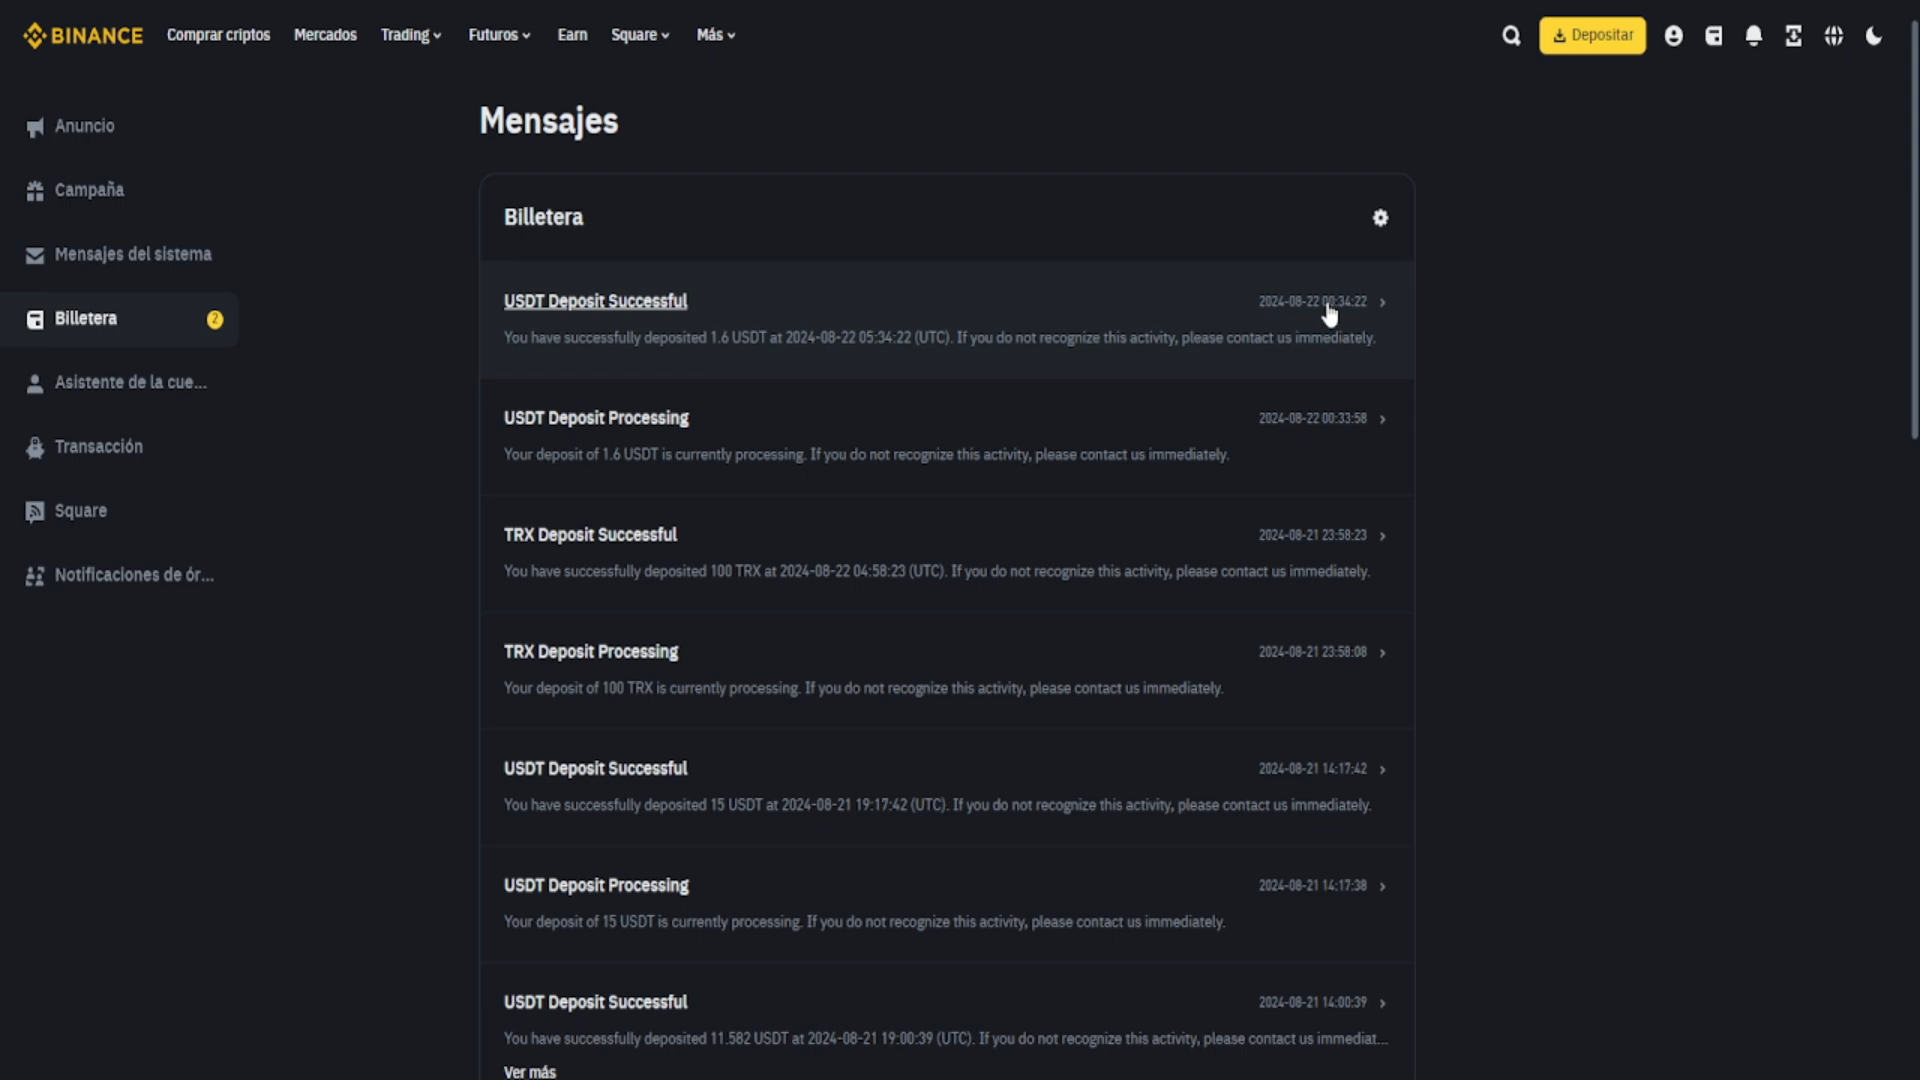 BINANCE Comprar criptos Mercados Trading Futuros Earn Square Más Depositar
Anuncio
Campaña
Mensajes del sistema
Billetera 2
Asistente de la cue...
Transacción
Square
Notificaciones de ór...
Mensajes
Billetera
USDT Deposit Successful 2024-08-22 00:34:22
You have successfully deposited 1.6 USDT at 2024-08-22 05:34:22 (UTC). If you do not recognize this activity, please contact us immediately.
USDT Deposit Processing 2024-08-22 00:33:58
Your deposit of 1.6 USDT is currently processing. If you do not recognize this activity, please contact us immediately.
TRX Deposit Successful 2024-08-21 23:58:23
You have successfully deposited 100 TRX at 2024-08-22 04:58:23 (UTC). If you do not recognize this activity, please contact us immediately.
TRX Deposit Processing 2024-08-21 23:58:08
Your deposit of 100 TRX is currently processing. If you do not recognize this activity, please contact us immediately.
USDT Deposit Successful 2024-08-21 14:17:42
You have successfully deposited 15 USDT at 2024-08-21 19:17:42 (UTC). If you do not recognize this activity, please contact us immediately.
USDT Deposit Processing 2024-08-21 14:17:38
Your deposit of 15 USDT is currently processing. If you do not recognize this activity, please contact us immediately.
USDT Deposit Successful 2024-08-21 14:00:39
You have successfully deposited 11.582 USDT at 2024-08-21 19:00:39 (UTC). If you do not recognize this activity, please contact us immediat...
Ver más